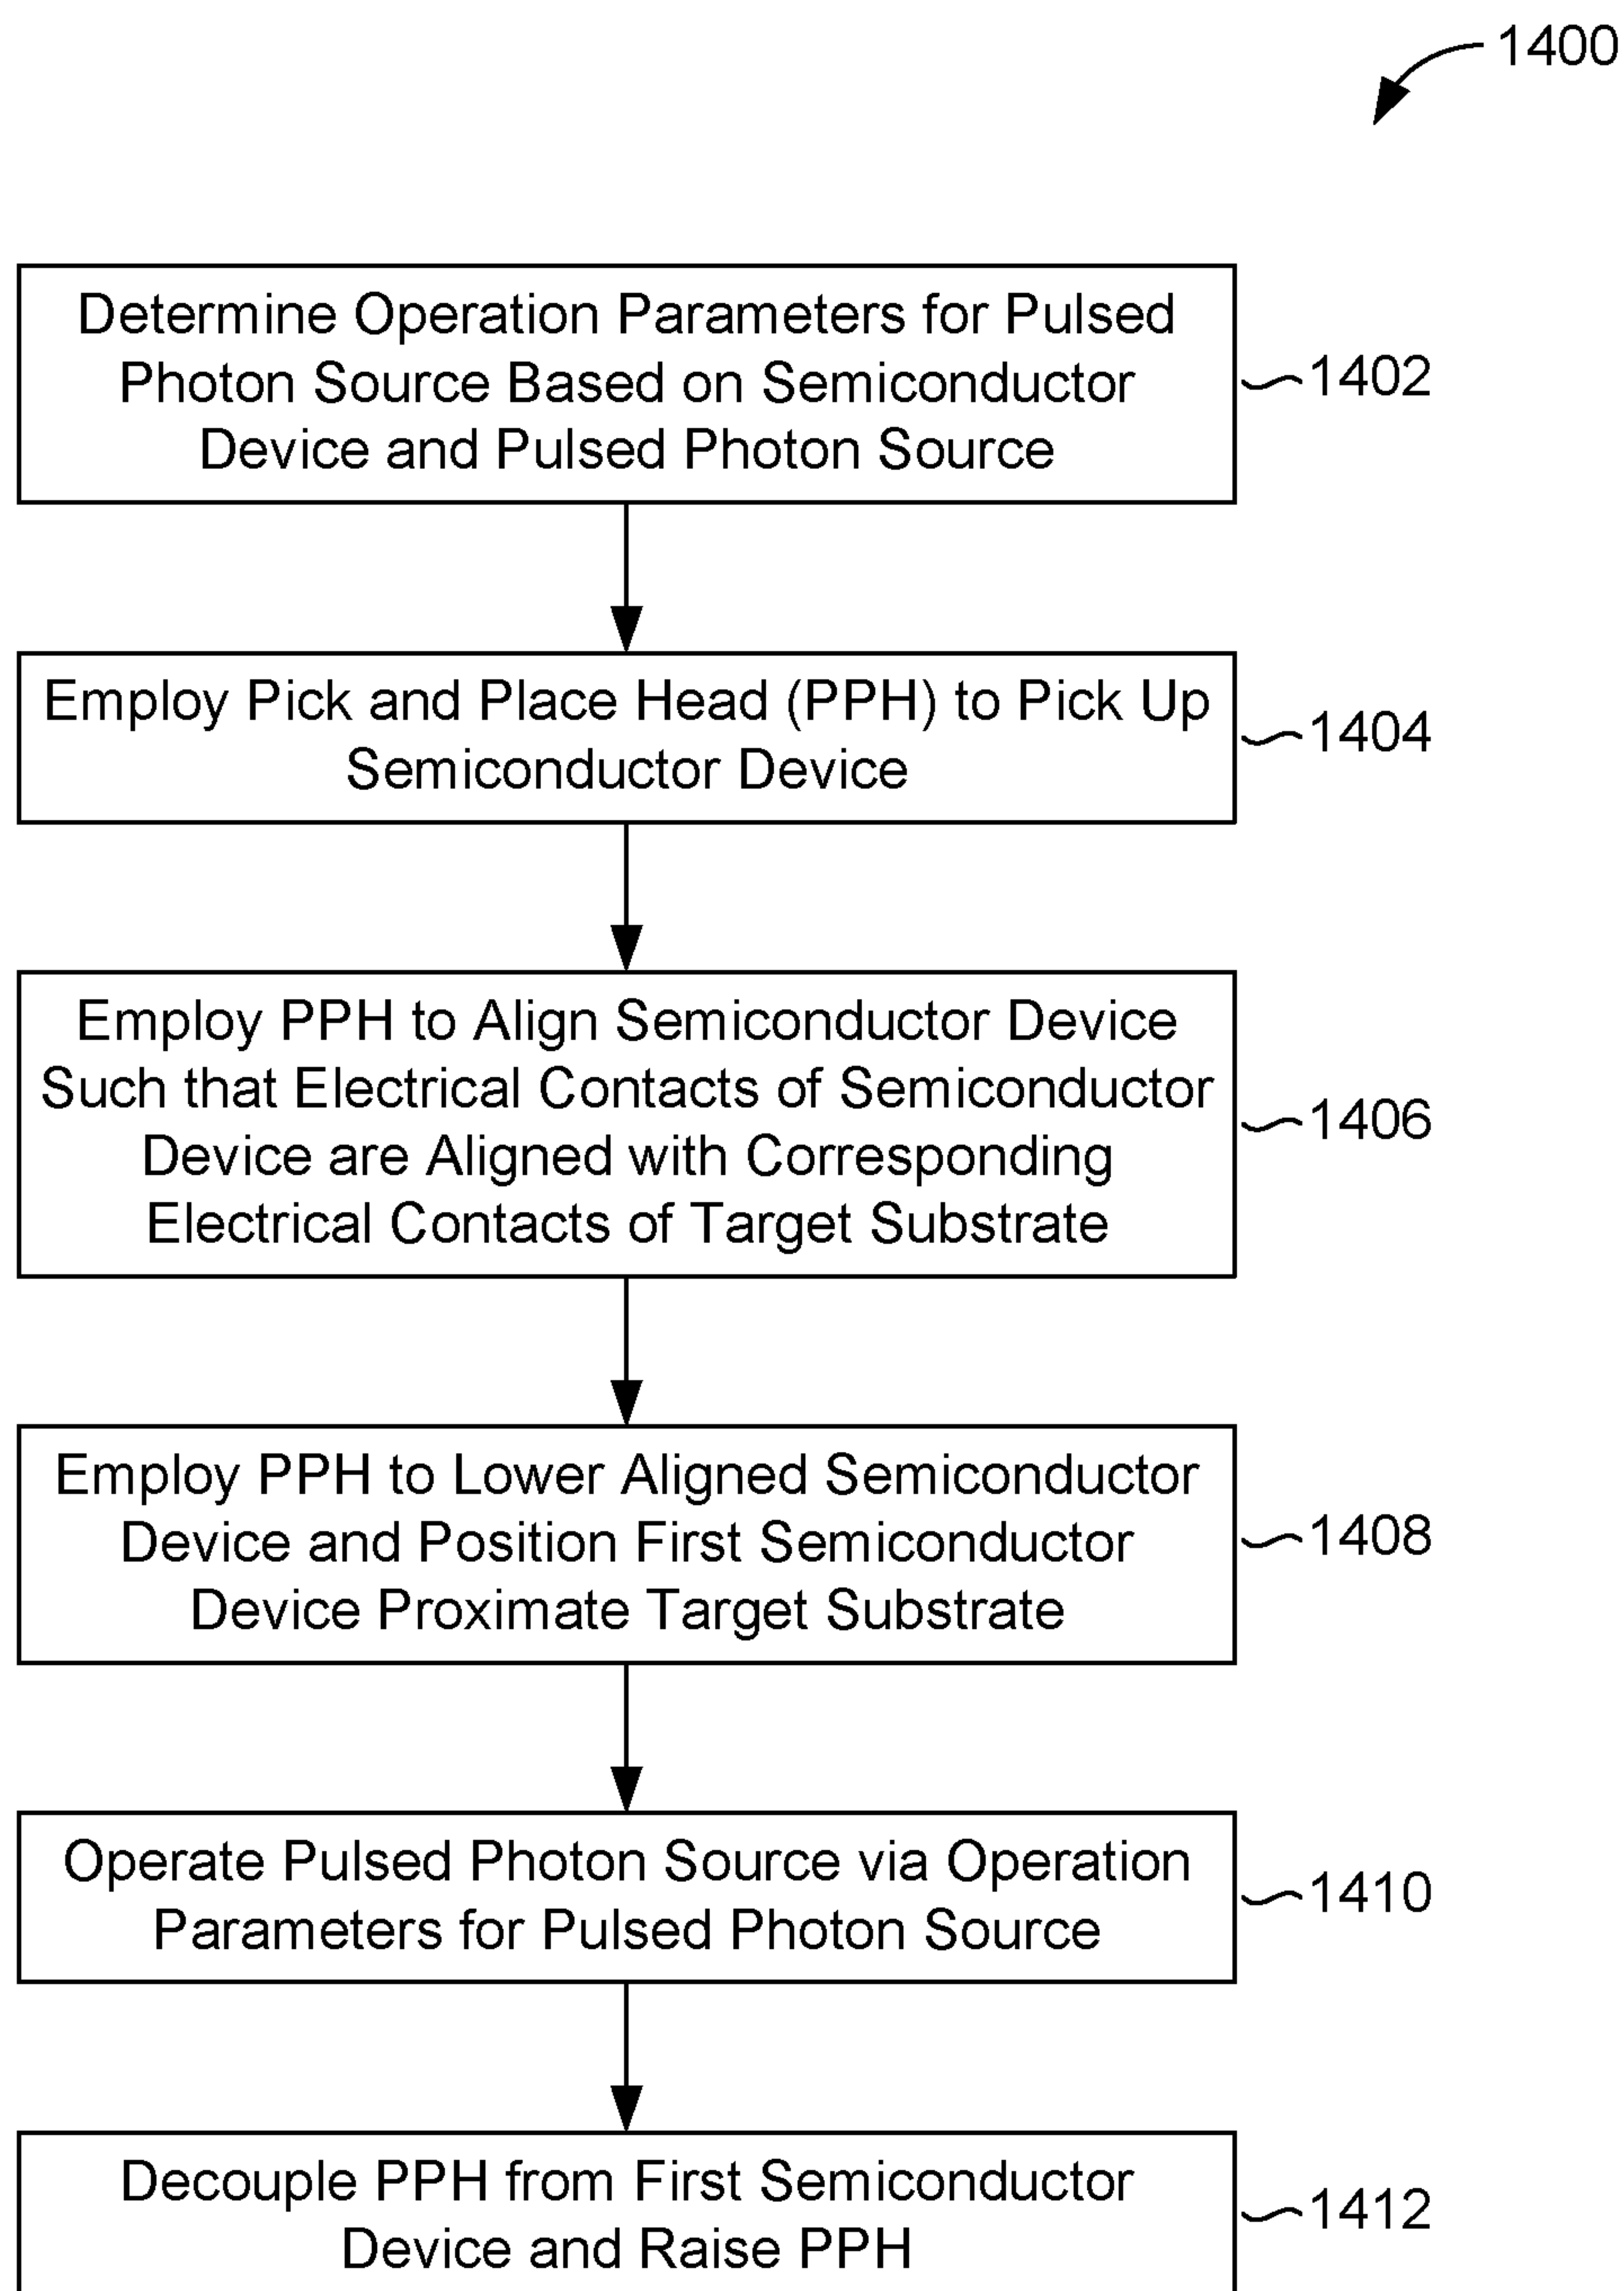 1400
Determine Operation Parameters for Pulsed
Photon Source Based on Semiconductor
Device and Pulsed Photon Source
1402
Employ Pick and Place Head (PPH) to Pick Up
Semiconductor Device
1404
Employ PPH to Align Semiconductor Device
Such that Electrical Contacts of Semiconductor
Device are Aligned with Corresponding
Electrical Contacts of Target Substrate
1406
Employ PPH to Lower Aligned Semiconductor
Device and Position First Semiconductor
Device Proximate Target Substrate
1408
Operate Pulsed Photon Source via Operation
Parameters for Pulsed Photon Source
1410
Decouple PPH from First Semiconductor
Device and Raise PPH
1412